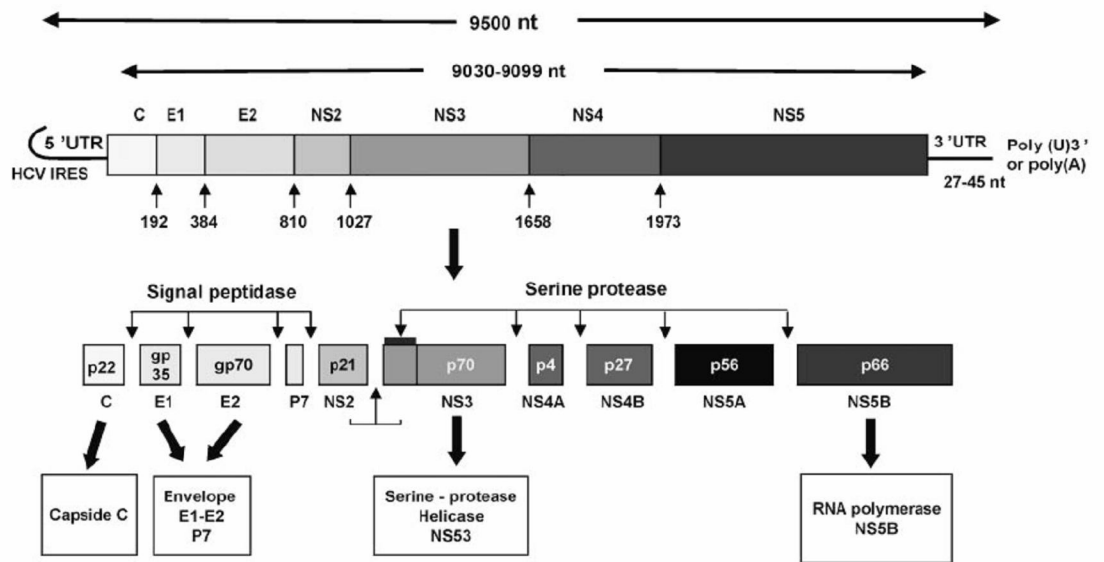 9500 nt
9030-9099 nt
C E1 E2 NS2 NS3 NS4 NS5
5 'UTR
3 'UTR
Poly (U)3 '
or poly(A)
HCV IRES
27-45 nt
192 384 810 1027 1658 1973
Signal peptidase
Serine protease
p22 gp
35 gp70 p21 p70 p4 p27 p56 p66
C E1 E2 P7 NS2 NS3 NS4A NS4B NS5A NS5B
Capside C
Envelope
E1-E2
P7
Serine - protease
Helicase
NS53
RNA polymerase
NS5B